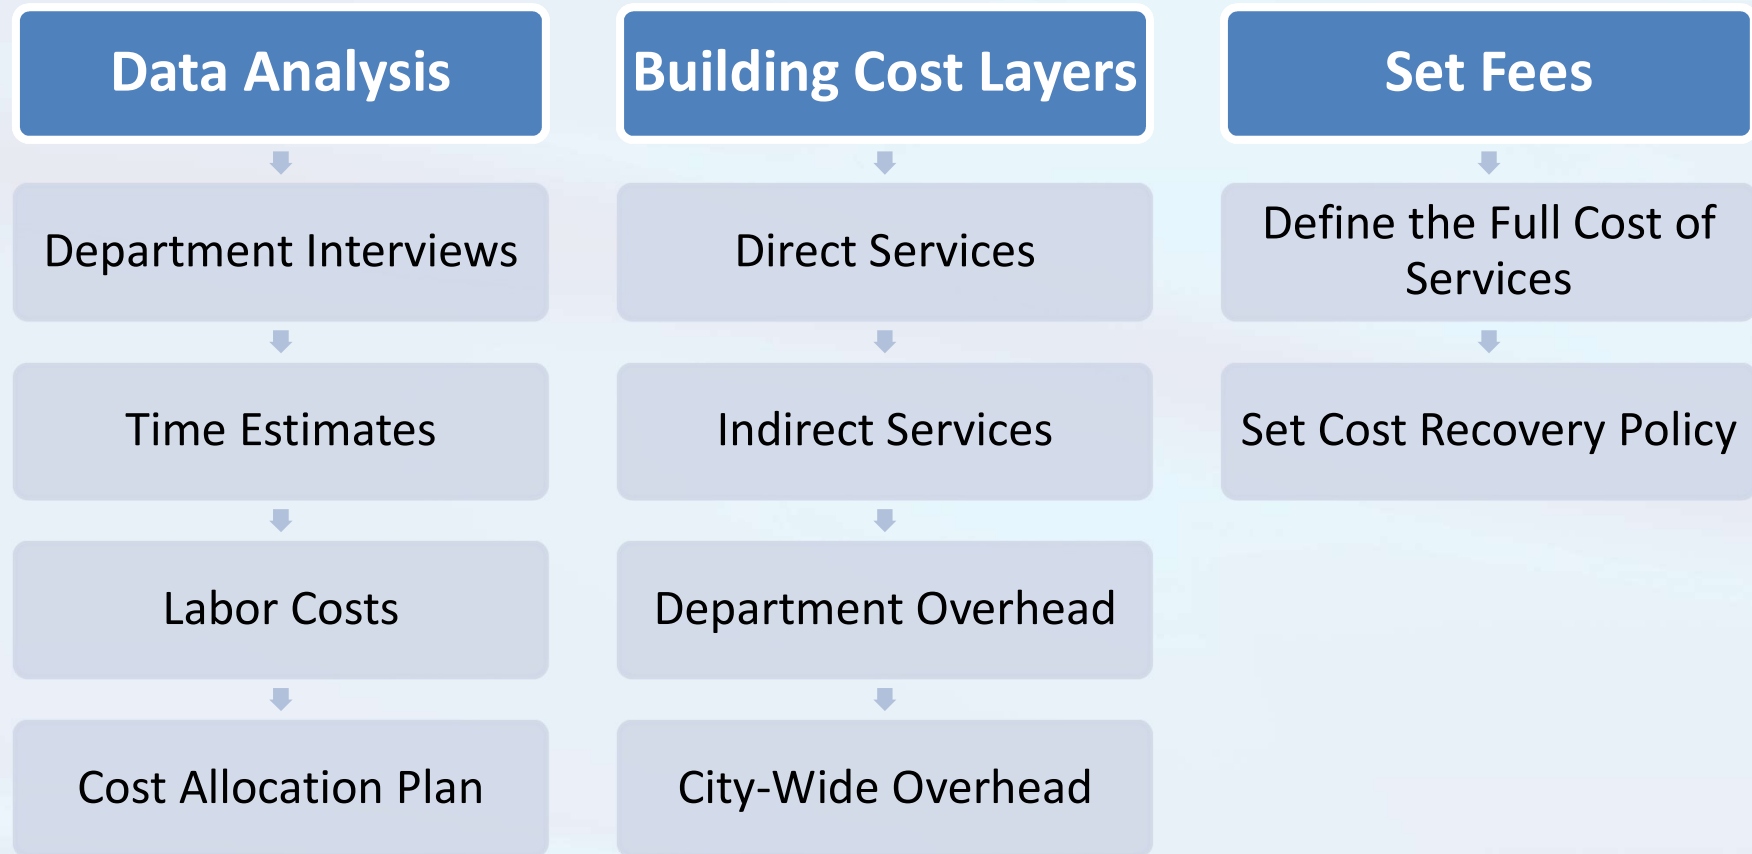 Data Analysis
Department Interviews
Time Estimates
Labor Costs
Cost Allocation Plan
Building Cost Layers
Direct Services
Indirect Services
Department Overhead
City-Wide Overhead
Set Fees
Define the Full Cost of
Services
Set Cost Recovery Policy